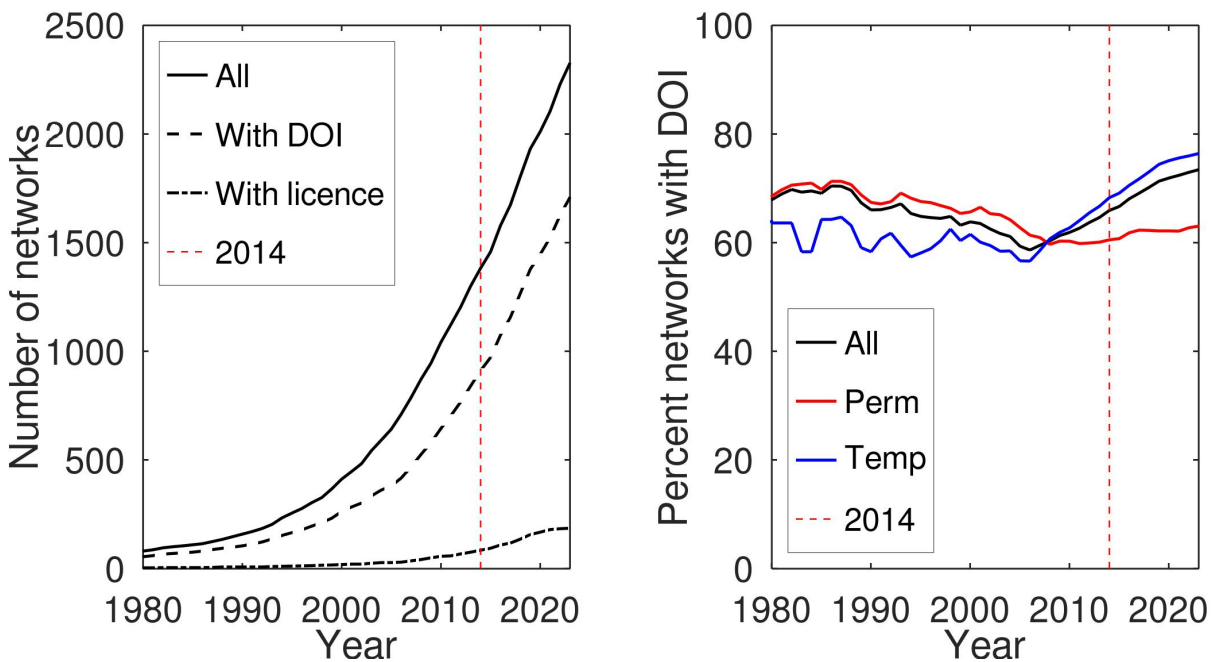 Number of networks
2500
2000
1500
1000
500
0
All
With DOI
With licence
2014
1980 1990 2000 2010 2020
Year
Percent networks with DOI
100
80
60
40
20
0
All
Perm
Temp
2014
1980 1990 2000 2010 2020
Year